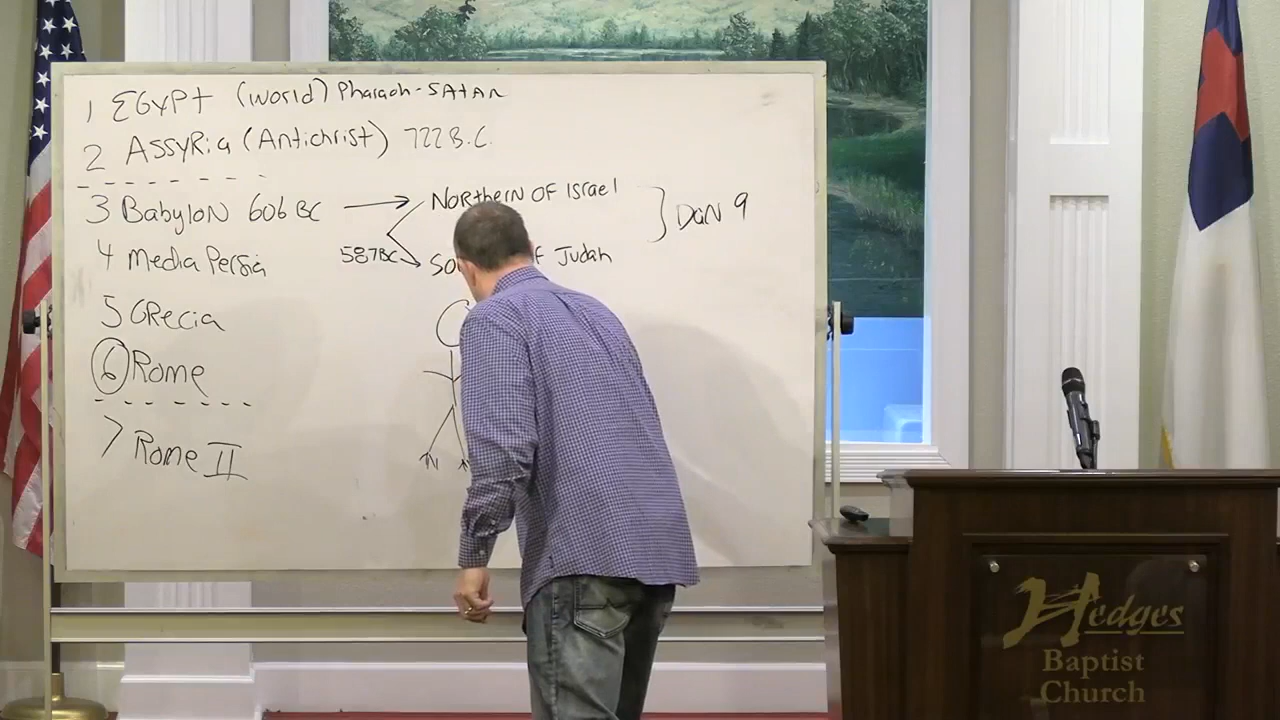 1 EGYPT (World) Pharaoh-SATAN
2 ASSYRia (Antichrist) 722 B.C.
3 BabyloN 606 BC
NORthern OF Israel
DaN 9
587BC
OF Judah
4 Media Persia
5 GRecia
6 Rome
7 Rome II
Hedges
Baptist
Church